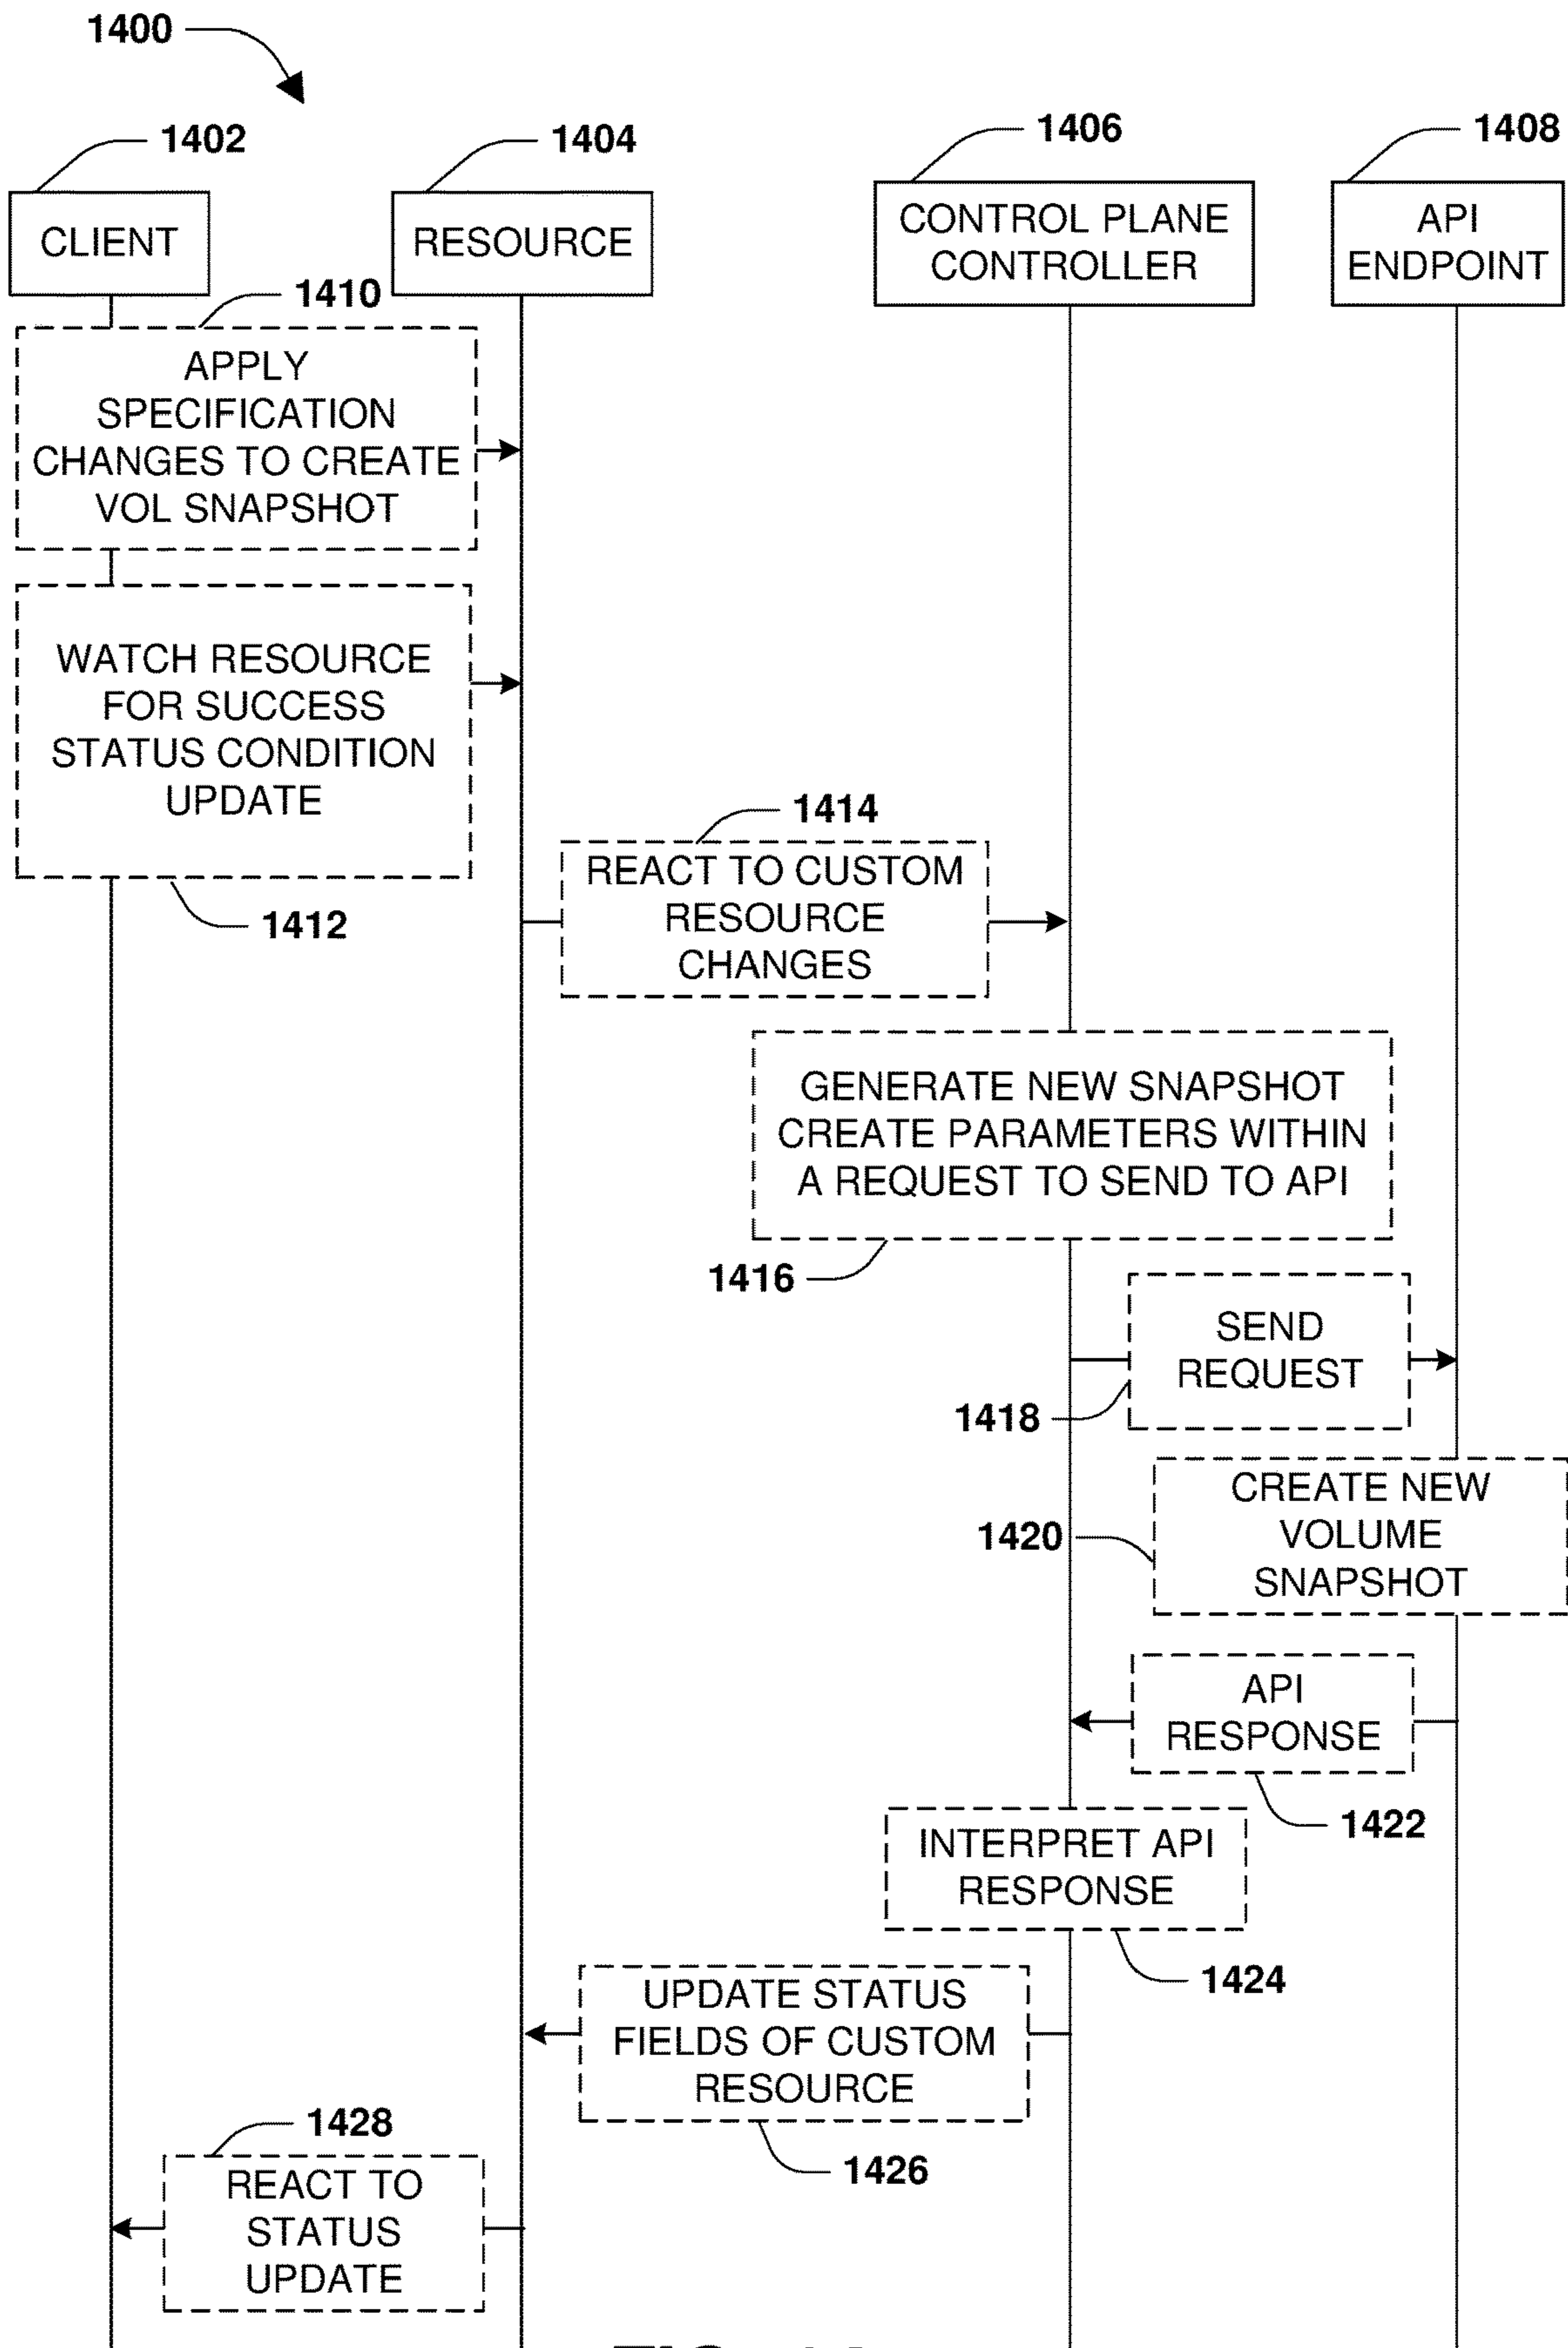 1400
1402
1404
1406
1408
CLIENT
RESOURCE
CONTROL PLANE
CONTROLLER
API
ENDPOINT
1410
APPLY
SPECIFICATION
CHANGES TO CREATE
VOL SNAPSHOT
WATCH RESOURCE
FOR SUCCESS
STATUS CONDITION
UPDATE
1412
1414
REACT TO CUSTOM
RESOURCE
CHANGES
GENERATE NEW SNAPSHOT
CREATE PARAMETERS WITHIN
A REQUEST TO SEND TO API
1416
SEND
REQUEST
1418
CREATE NEW
VOLUME
SNAPSHOT
1420
API
RESPONSE
1422
INTERPRET API
RESPONSE
1424
UPDATE STATUS
FIELDS OF CUSTOM
RESOURCE
1426
1428
REACT TO
STATUS
UPDATE